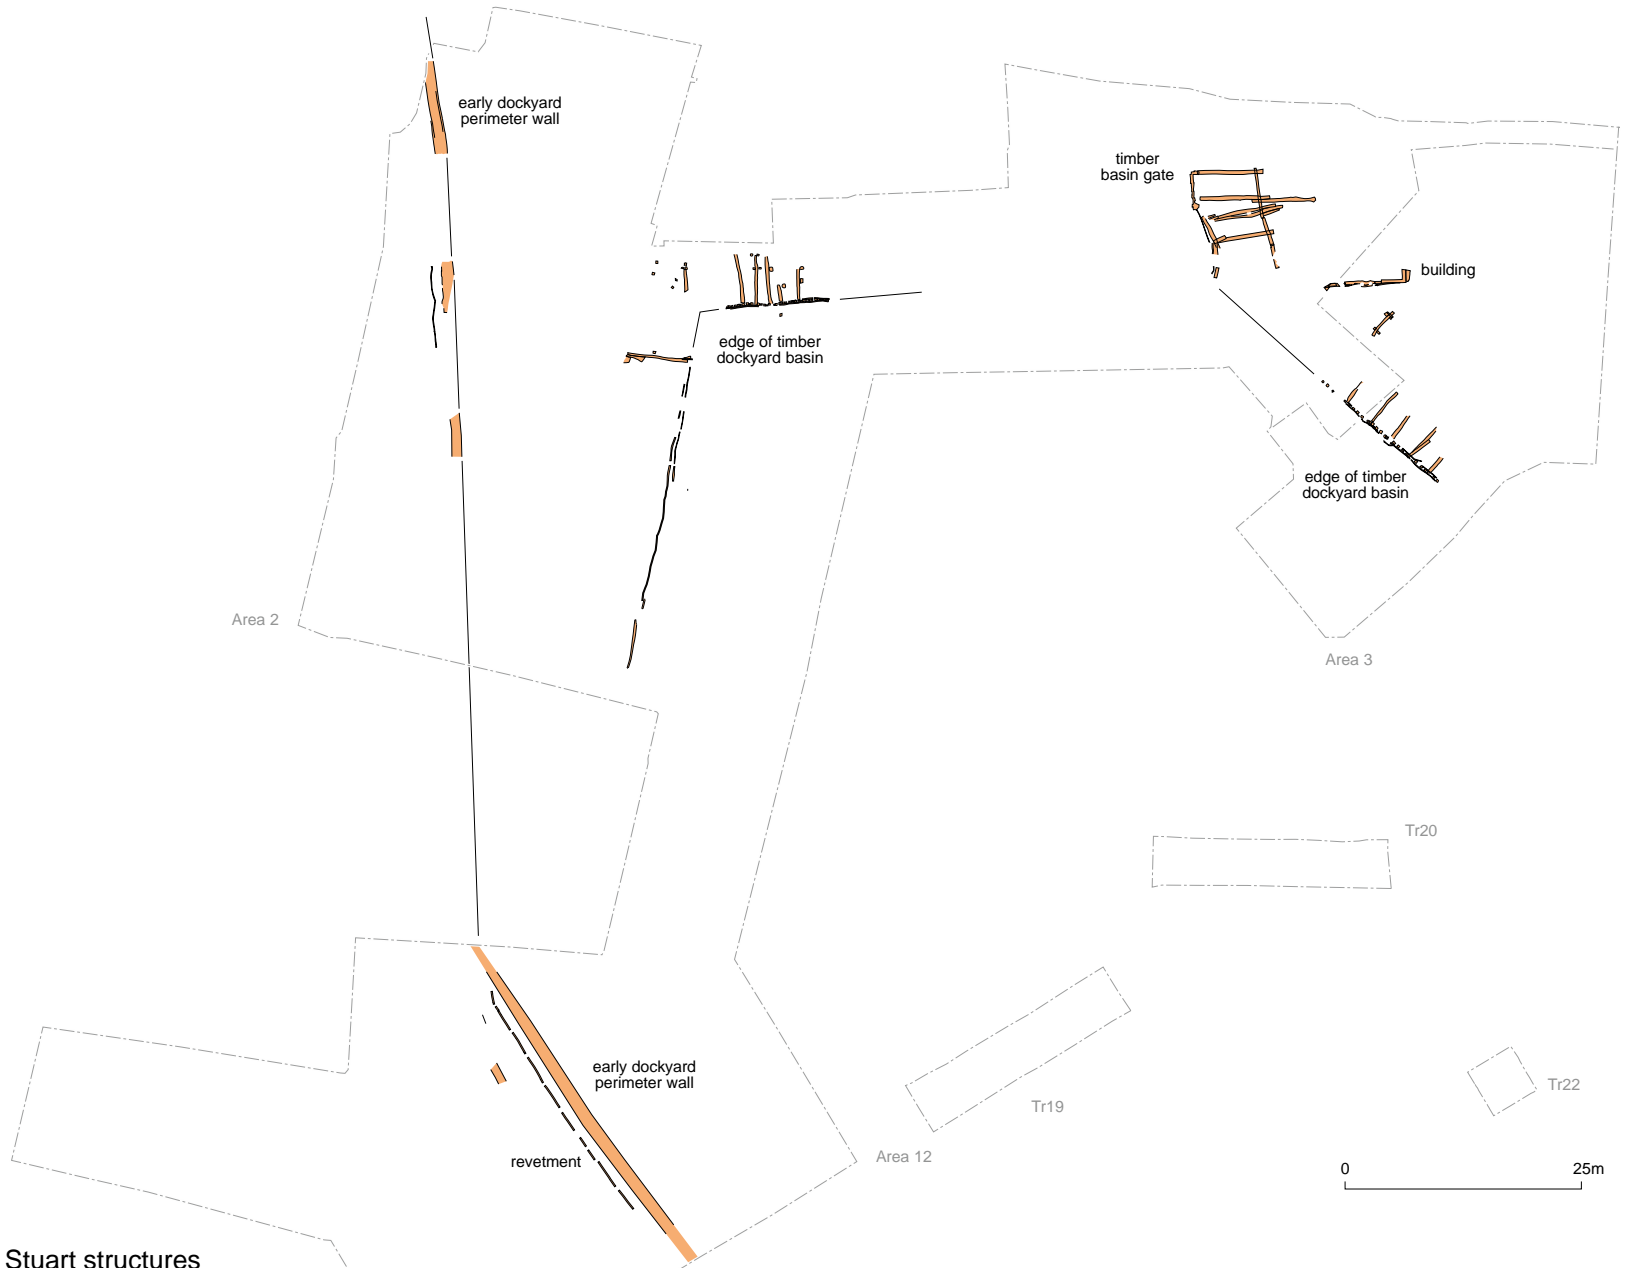 early dockyard
perimeter wall
timber
basin gate
building
edge of timber
dockyard basin
edge of timber
dockyard basin
Area 2
Area 3
Tr20
early dockyard
perimeter wall
Tr22
Tr19
revetment
Area 12
0 25m
Stuart structures